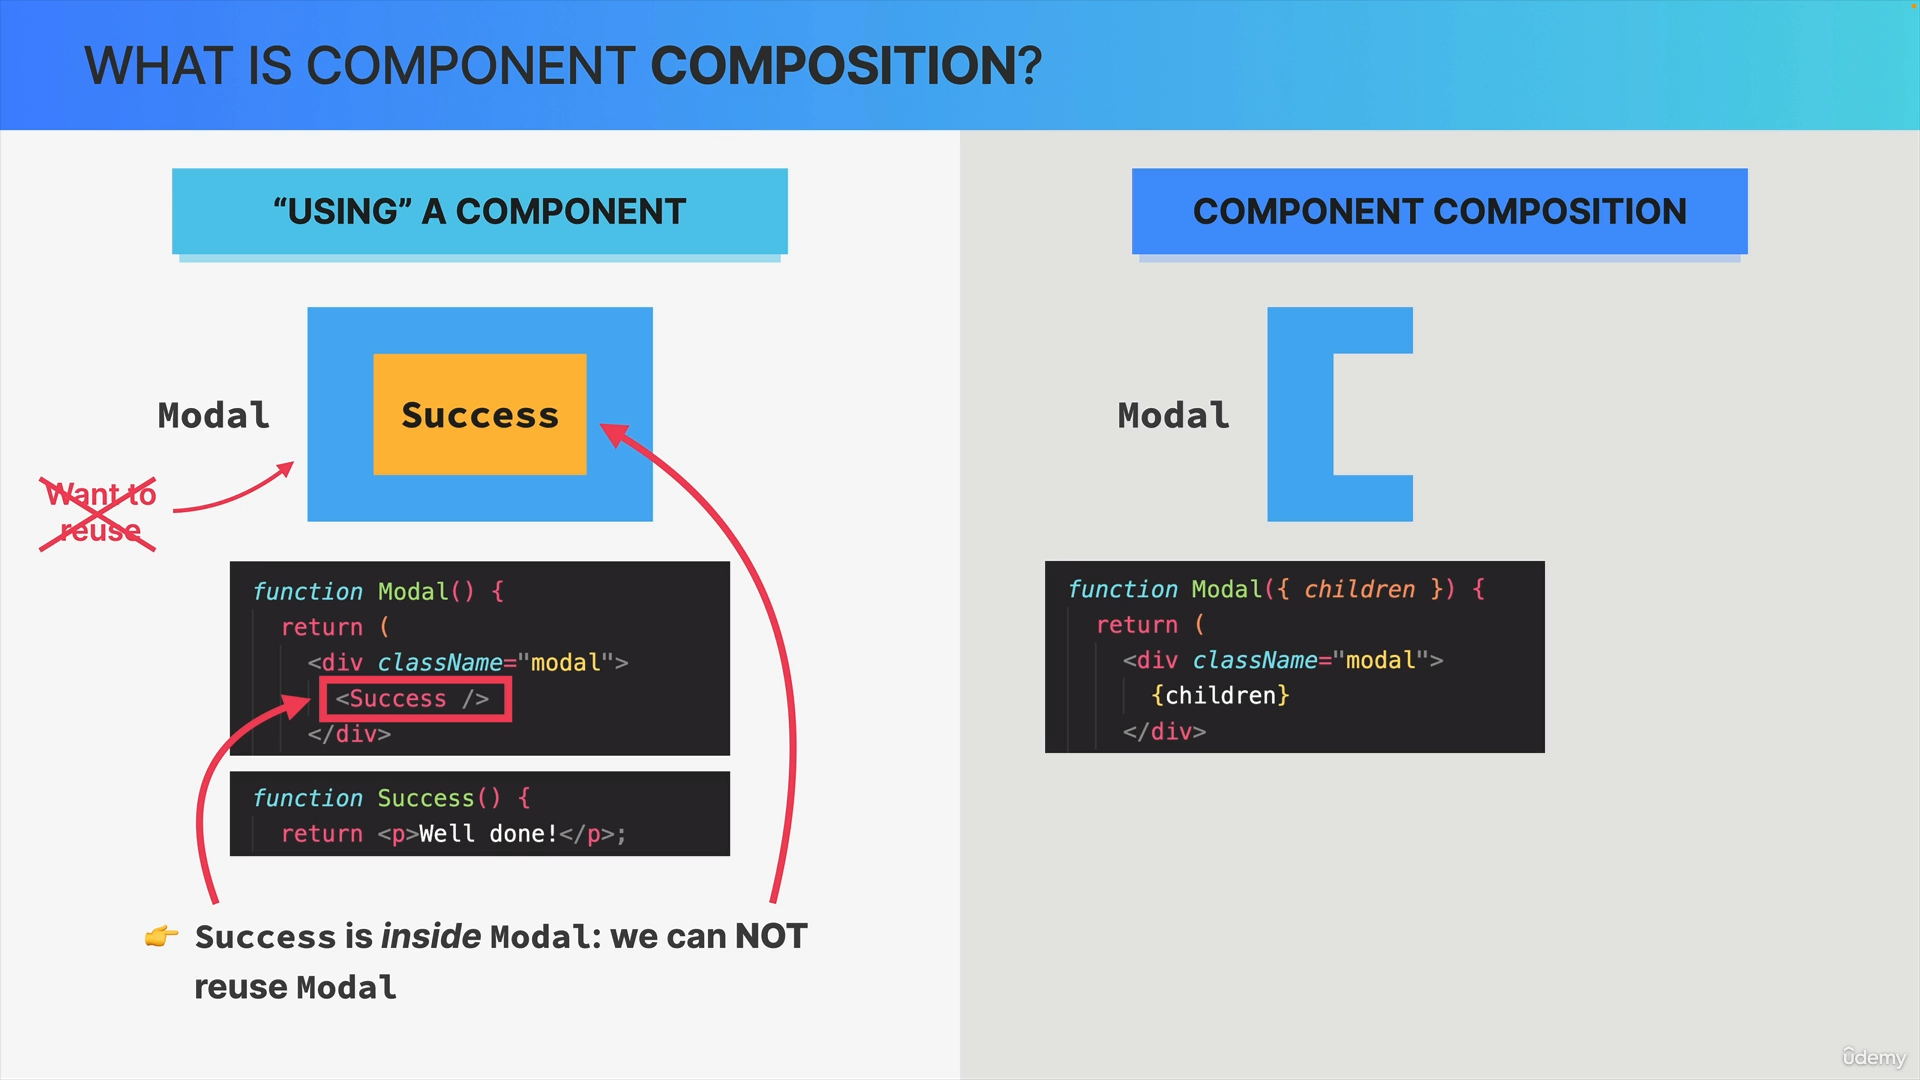 WHAT IS COMPONENT COMPOSITION?
“USING” A COMPONENT
Modal
Success
Want to
reuse
function Modal() {
return (
<div className="modal">
<Success />
</div>
function Success() {
return <p>Well done!</p>;
👉 Success is inside Modal: we can NOT
reuse Modal
COMPONENT COMPOSITION
Modal
function Modal({ children }) {
return (
<div className="modal">
{children}
</div>
ûdemy